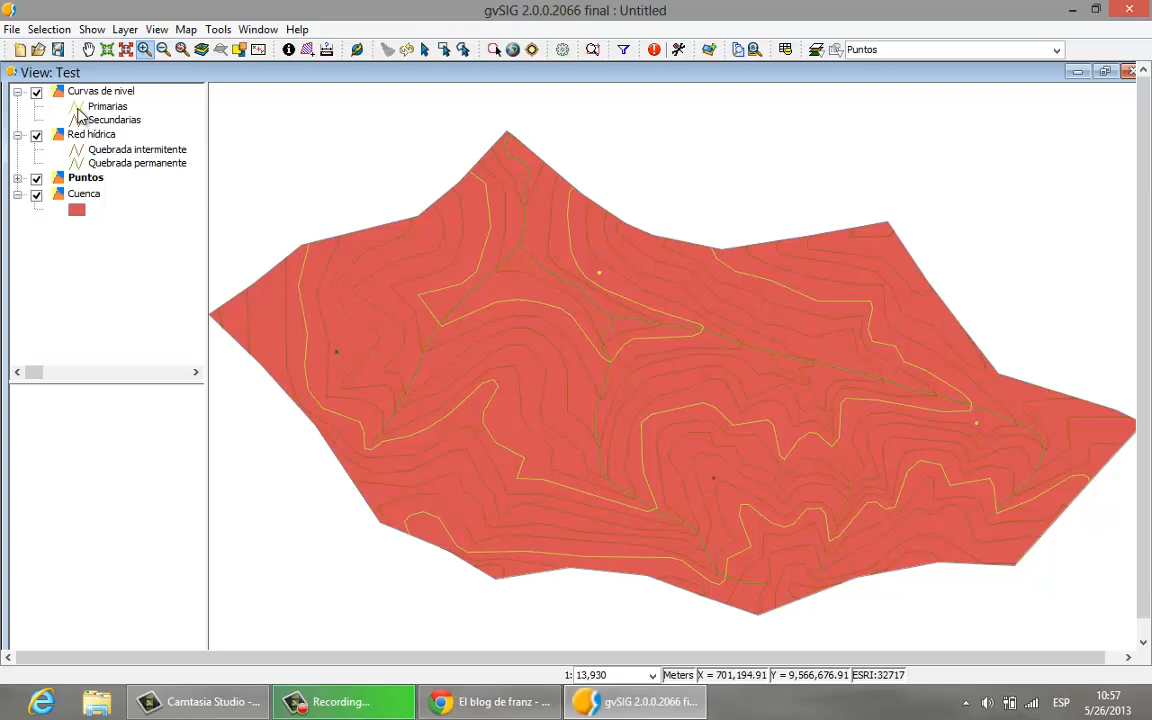 gvSIG 2.0.0.2066 final : Untitled
File Selection Show Layer View Map Tools Window Help
Puntos
View: Test
Curvas de nivel
Primarias
Secundarias
Red hídrica
Quebrada intermitente
Quebrada permanente
Puntos
Cuenca
1: 13,930 Meters X = 701,194.91 Y = 9,566,676.91 ESRI:32717
Camtasia Studio -... Recording... El blog de franz - ... gvSIG 2.0.0.2066 fi... ESP 10:57
5/26/2013